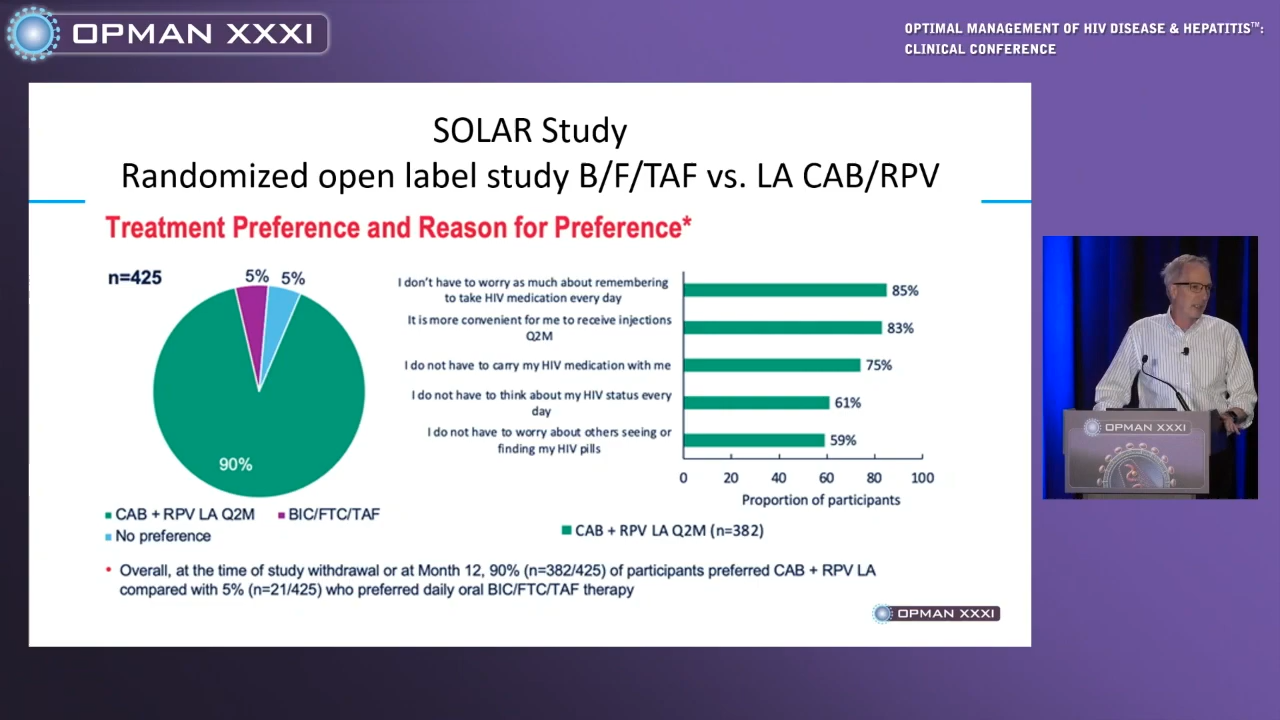 OPMAN XXXI
OPTIMAL MANAGEMENT OF HIV DISEASE & HEPATITIS™:
CLINICAL CONFERENCE
SOLAR Study
Randomized open label study B/F/TAF vs. LA CAB/RPV
Treatment Preference and Reason for Preference*
n=425
5%
5%
90%
CAB + RPV LA Q2M
BIC/FTC/TAF
No preference
I don't have to worry as much about remembering
to take HIV medication every day
85%
It is more convenient for me to receive injections
Q2M
83%
I do not have to carry my HIV medication with me
75%
I do not have to think about my HIV status every
day
61%
I do not have to worry about others seeing or
finding my HIV pills
59%
0 20 40 60 80 100
Proportion of participants
CAB + RPV LA Q2M (n=382)
• Overall, at the time of study withdrawal or at Month 12, 90% (n=382/425) of participants preferred CAB + RPV LA
compared with 5% (n=21/425) who preferred daily oral BIC/FTC/TAF therapy
OPMAN XXXI
OPMAN XXXI